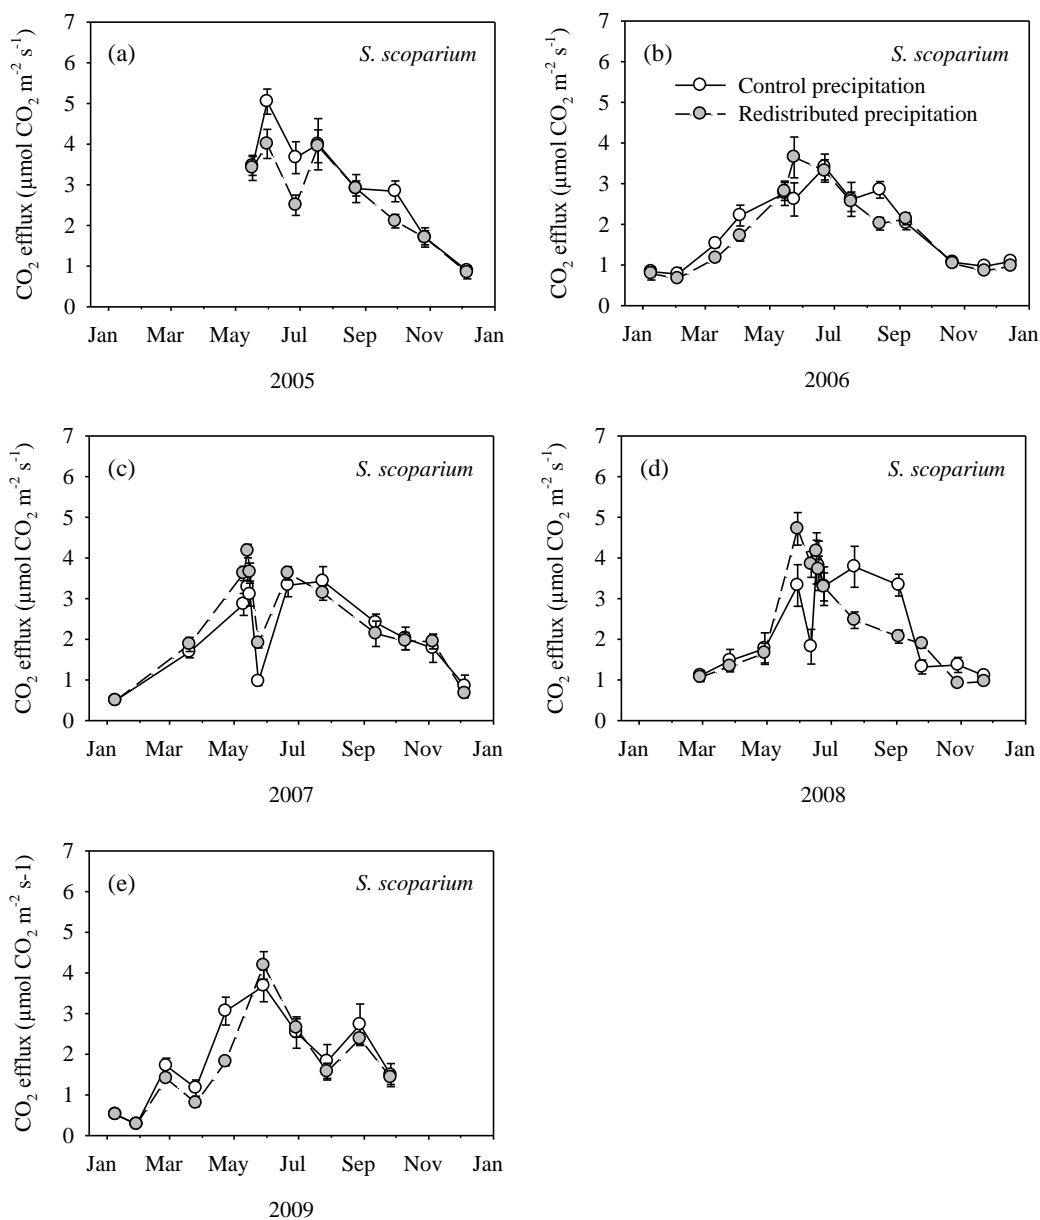 (a)
S. scoparium
CO2 efflux (µmol CO2 m-2 s-1)
7
6
5
4
3
2
1
0
Jan Mar May Jul Sep Nov Jan
2005
(b)
S. scoparium
Control precipitation
Redistributed precipitation
CO2 efflux (µmol CO2 m-2 s-1)
7
6
5
4
3
2
1
0
Jan Mar May Jul Sep Nov Jan
2006
(c)
S. scoparium
CO2 efflux (µmol CO2 m-2 s-1)
7
6
5
4
3
2
1
0
Jan Mar May Jul Sep Nov Jan
2007
(d)
S. scoparium
CO2 efflux (µmol CO2 m-2 s-1)
7
6
5
4
3
2
1
0
Jan Mar May Jul Sep Nov Jan
2008
(e)
S. scoparium
CO2 efflux (µmol CO2 m-2 s-1)
7
6
5
4
3
2
1
0
Jan Mar May Jul Sep Nov Jan
2009